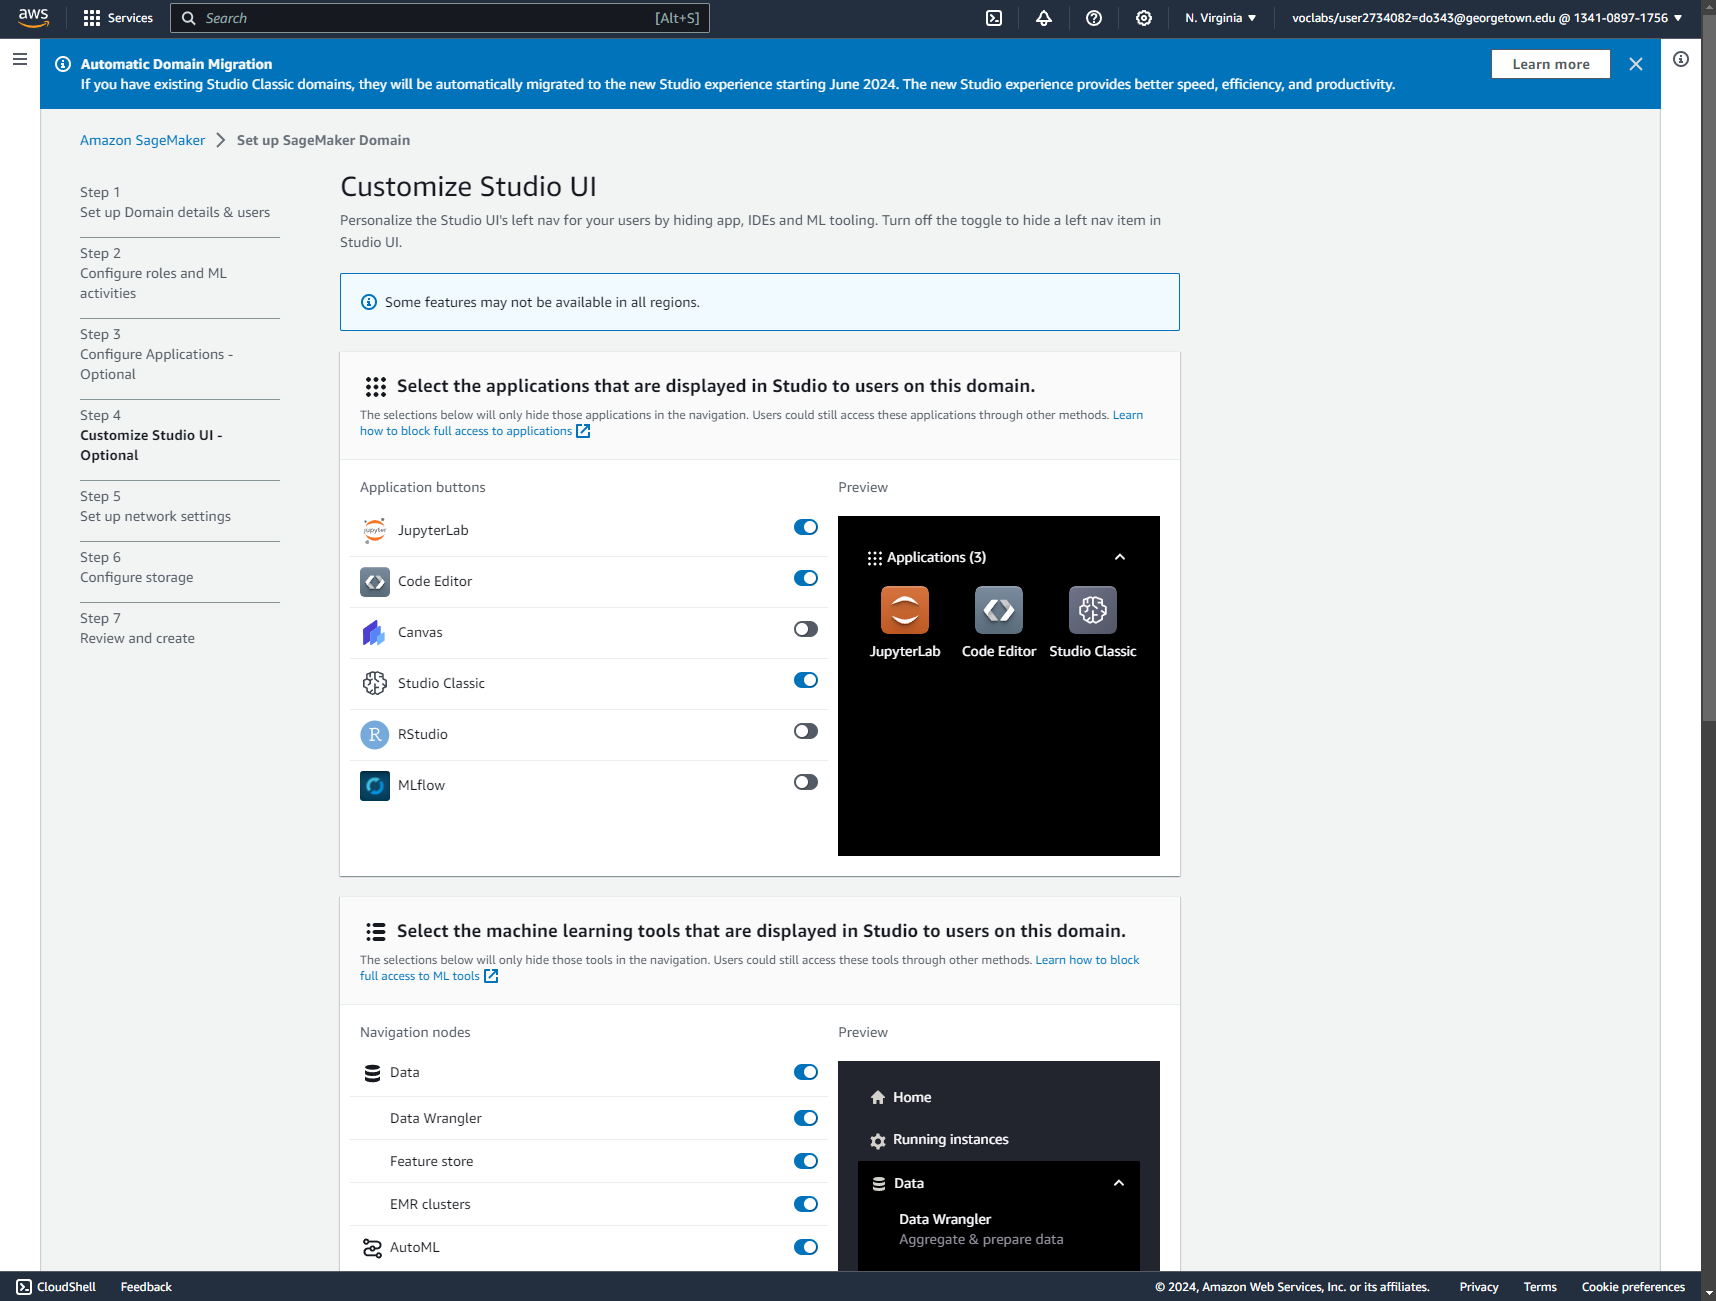 aws
Services
Search
[Alt+S]
N. Virginia
voclabs/user2734082=do343@georgetown.edu @ 1341-0897-1756
Automatic Domain Migration
If you have existing Studio Classic domains, they will be automatically migrated to the new Studio experience starting June 2024. The new Studio experience provides better speed, efficiency, and productivity.
Learn more
Amazon SageMaker
Set up SageMaker Domain
Step 1
Set up Domain details & users
Step 2
Configure roles and ML
activities
Step 3
Configure Applications -
Optional
Step 4
Customize Studio UI -
Optional
Step 5
Set up network settings
Step 6
Configure storage
Step 7
Review and create
Customize Studio UI
Personalize the Studio UI's left nav for your users by hiding app, IDEs and ML tooling. Turn off the toggle to hide a left nav item in
Studio UI.
Some features may not be available in all regions.
Select the applications that are displayed in Studio to users on this domain.
The selections below will only hide those applications in the navigation. Users could still access these applications through other methods. Learn
how to block full access to applications
Application buttons
jupyter
JupyterLab
Code Editor
Canvas
Studio Classic
R
RStudio
MLflow
Preview
Applications (3)
JupyterLab
Code Editor
Studio Classic
Select the machine learning tools that are displayed in Studio to users on this domain.
The selections below will only hide those tools in the navigation. Users could still access these tools through other methods. Learn how to block
full access to ML tools
Navigation nodes
Data
Data Wrangler
Feature store
EMR clusters
AutoML
Preview
Home
Running instances
Data
Data Wrangler
Aggregate & prepare data
CloudShell
Feedback
© 2024, Amazon Web Services, Inc. or its affiliates.
Privacy
Terms
Cookie preferences